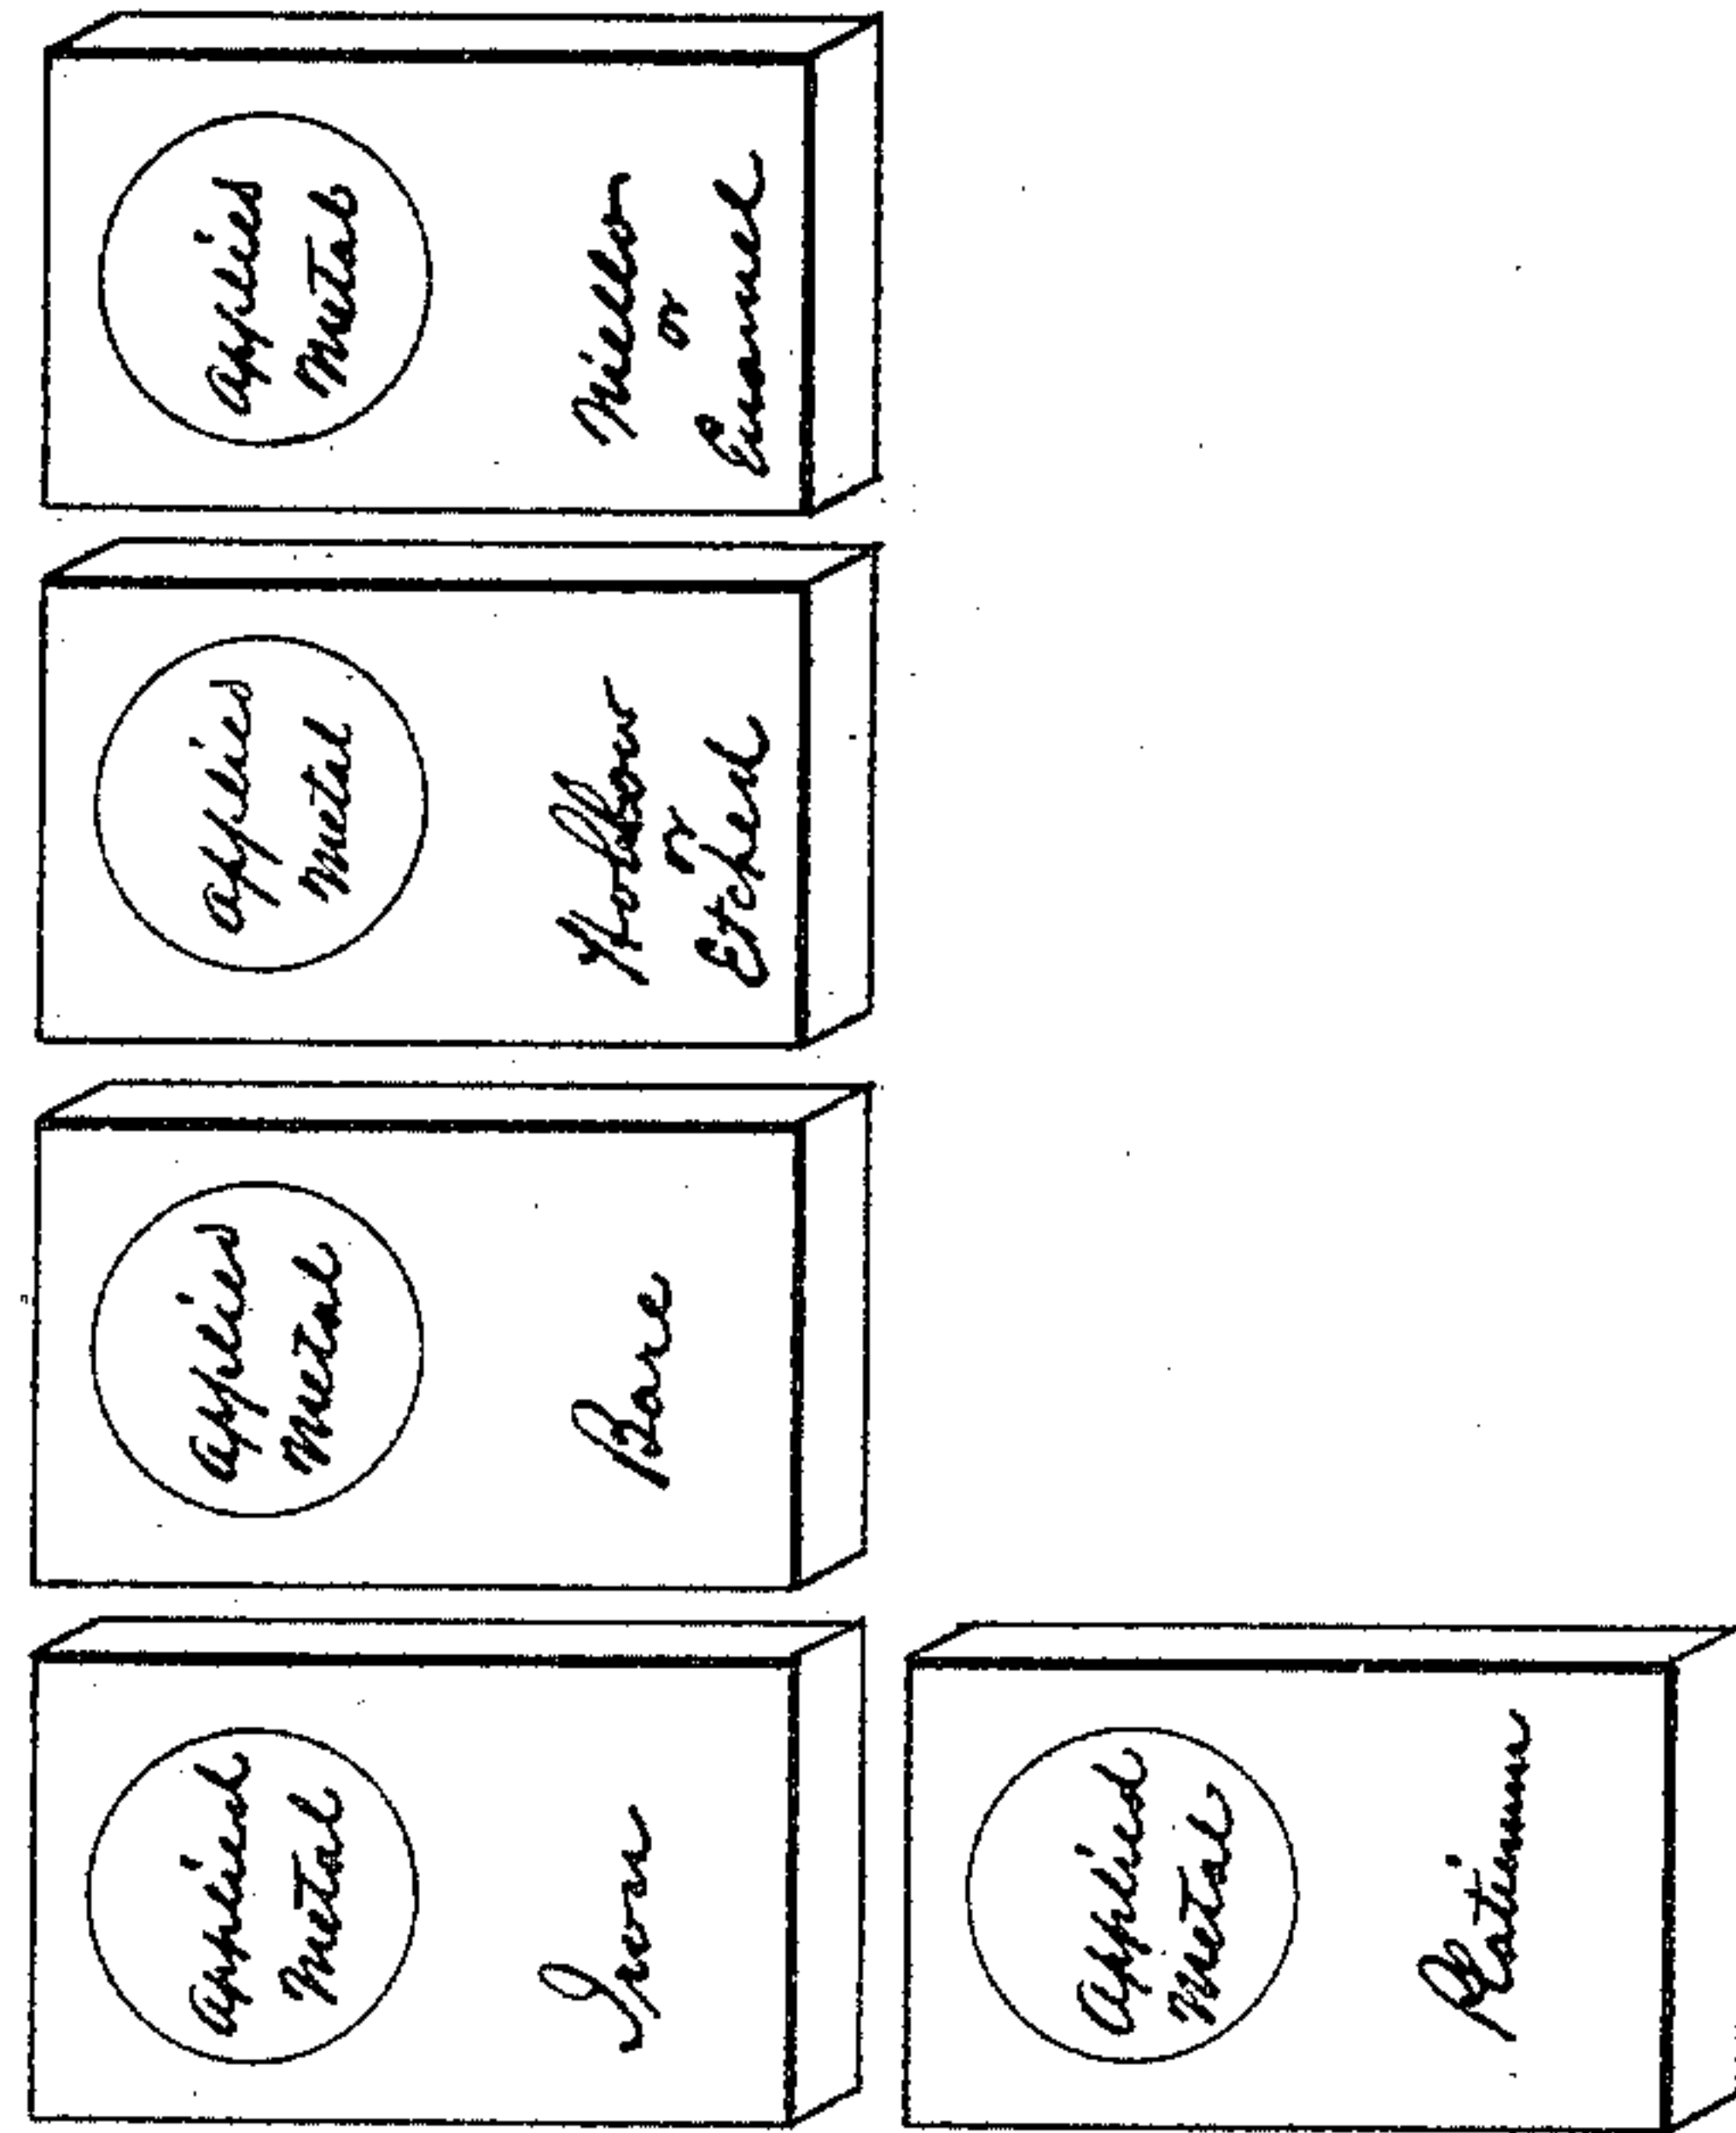 Applied
Metal
Iron
Applied
Metal
Bare
Applied
Metal
Hollow
or
Etched
Applied
Metal
Niello
or
Enamel
Applied
Metal
Platinum